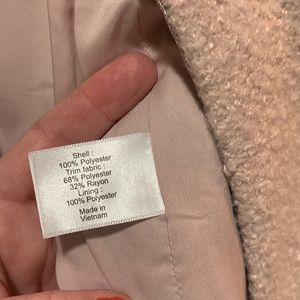 Shell :
100% Polyester
Trim fabric :
68% Polyester
32% Rayon
Lining :
100% Polyester
Made in
Vietnam